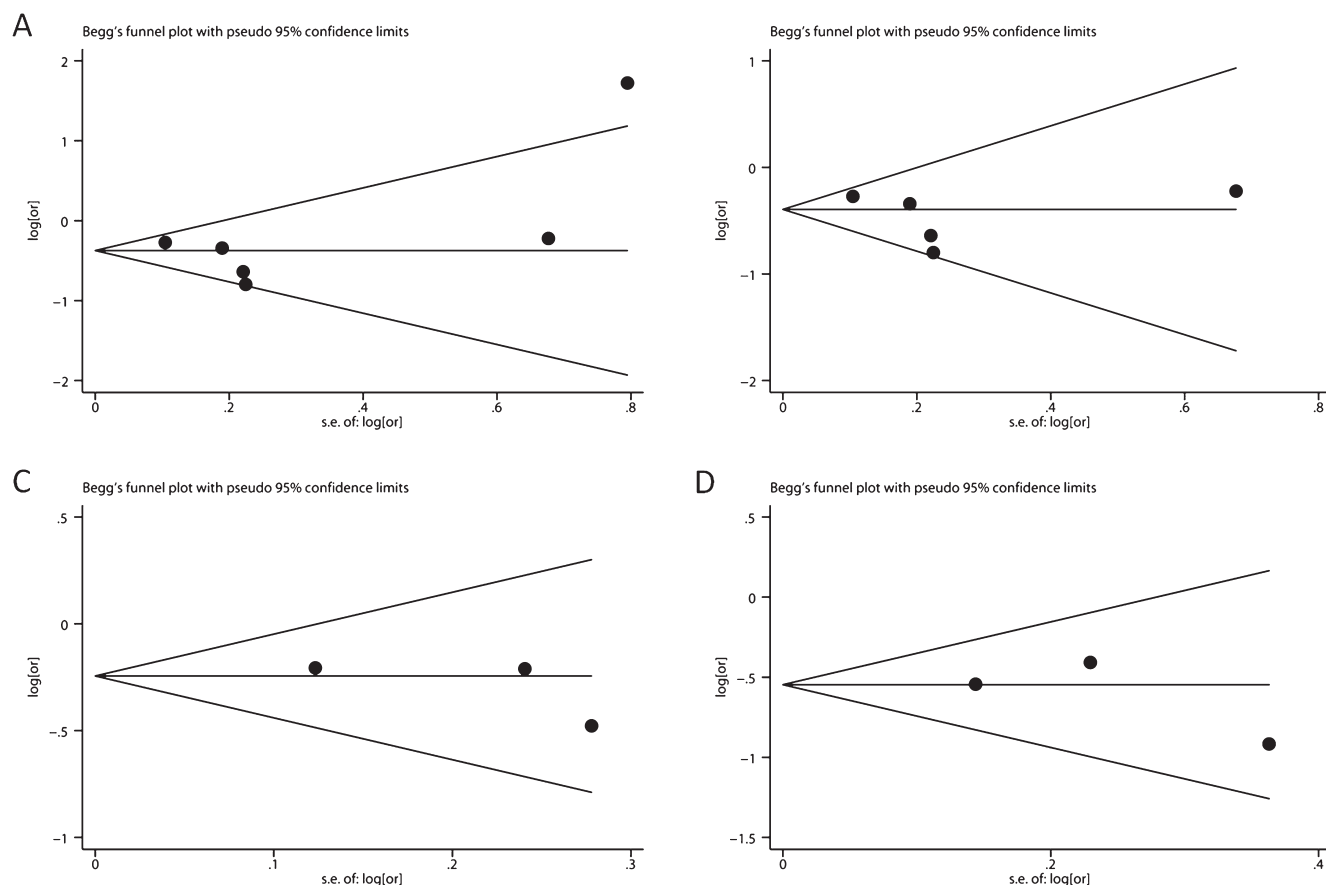 A
Begg's funnel plot with pseudo 95% confidence limits
log[or]
2
1
0
−1
−2
0 .2 .4 .6 .8
s.e. of: log[or]
Begg's funnel plot with pseudo 95% confidence limits
log[or]
1
0
−1
−2
0 .2 .4 .6 .8
s.e. of: log[or]
C
Begg's funnel plot with pseudo 95% confidence limits
log[or]
.5
0
−.5
−1
0 .1 .2 .3
s.e. of: log[or]
D
Begg's funnel plot with pseudo 95% confidence limits
log[or]
.5
0
−.5
−1
−1.5
0 .2 .4
s.e. of: log[or]